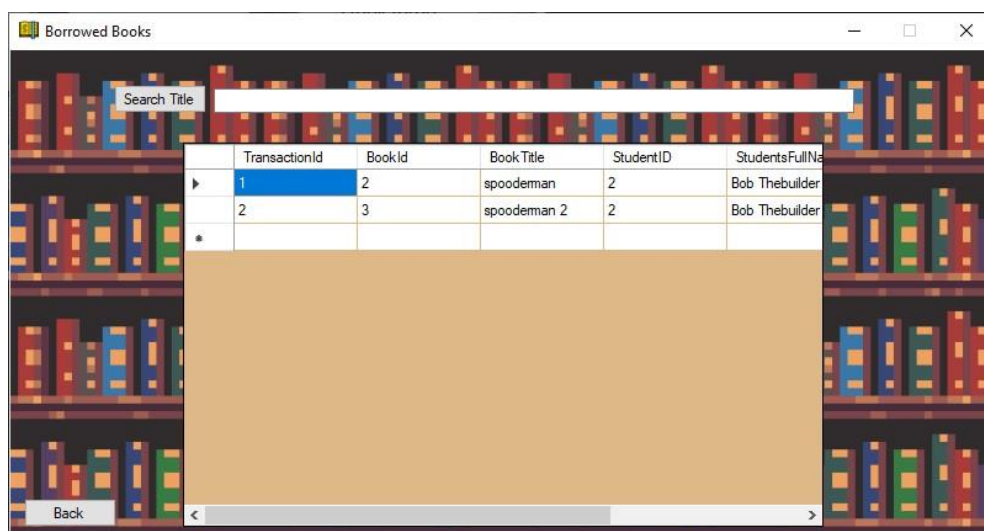 Borrowed Books
Search Title
TransactionId BookId BookTitle StudentID StudentsFullNa
1 2 spooderman 2 Bob Thebuilder
2 3 spooderman 2 2 Bob Thebuilder
Back